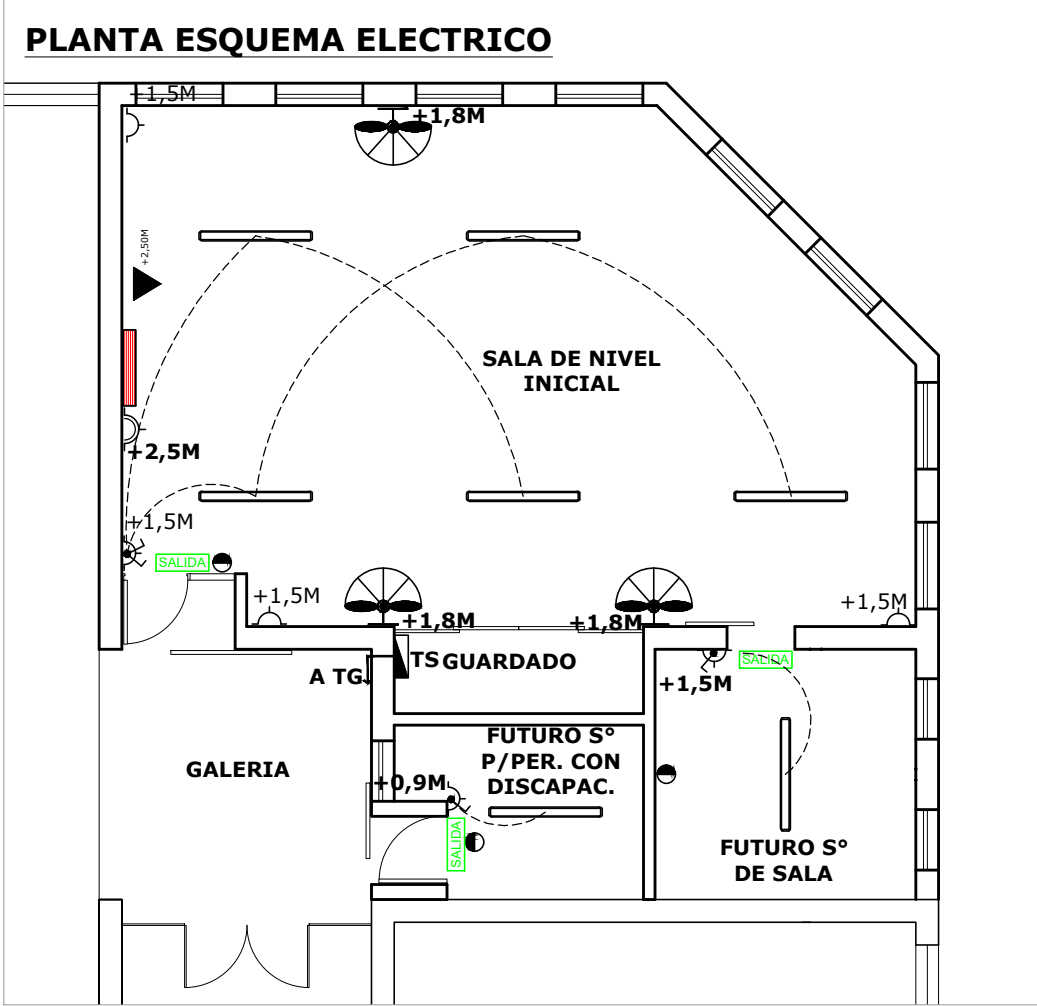 PLANTA ESQUEMA ELECTRICO
+1,5M
+1,8M
+2,50M
SALA DE NIVEL
INICIAL
+2,5M
+1,5M
SALIDA
+1,5M
+1,8M
+1,8M
+1,5M
A TG
TS
GUARDADO
SALIDA
+1,5M
GALERIA
FUTURO S°
P/PER. CON
DISCAPAC.
+0,9M
SALIDA
FUTURO S°
DE SALA